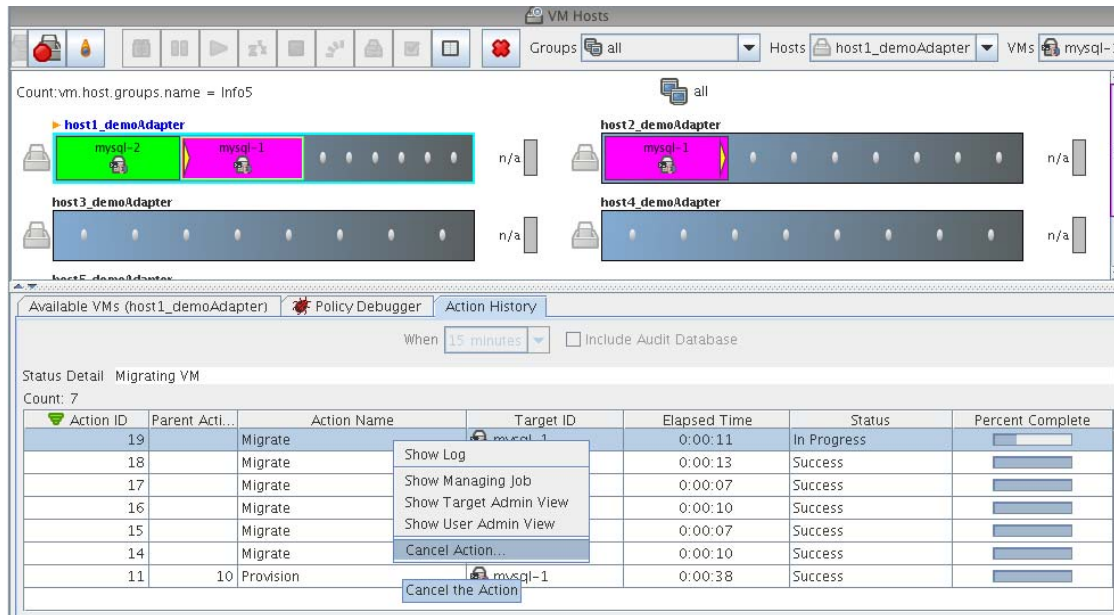 VM Hosts
Groups all Hosts host1_demoAdapter VMs mysql-
Count:vm.host.groups.name = Info5
all
host1_demoAdapter host2_demoAdapter
mysql-2 mysql-1 n/a mysql-1 n/a
host3_demoAdapter host4_demoAdapter
n/a n/a
host5_demoAdapter
Available VMs (host1_demoAdapter) Policy Debugger Action History
When 15 minutes Include Audit Database
Status Detail Migrating VM
Count: 7
Action ID Parent Acti... Action Name Target ID Elapsed Time Status Percent Complete
19 Migrate mysql-1 0:00:11 In Progress
Show Log
18 Migrate 0:00:13 Success
Show Managing Job
17 Migrate 0:00:07 Success
Show Target Admin View
16 Migrate 0:00:10 Success
Show User Admin View
15 Migrate 0:00:07 Success
Cancel Action...
14 Migrate 0:00:10 Success
11 10 Provision mysql-1 0:00:38 Success
Cancel the Action